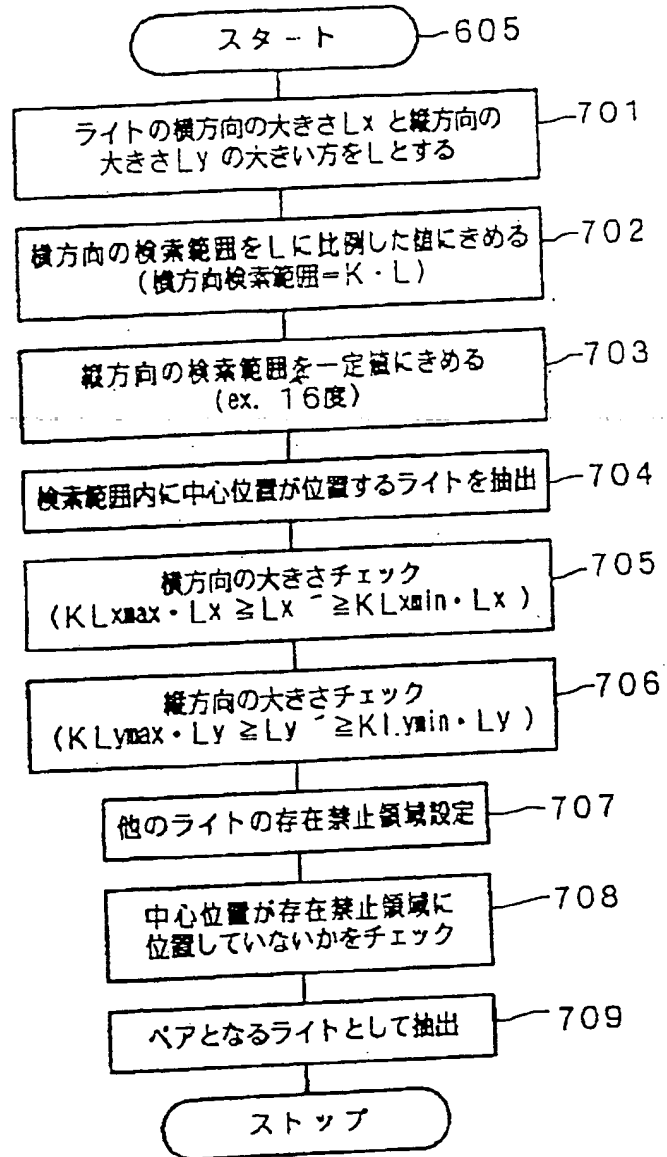 スタート
605
ライトの横方向の大きさLxと縦方向の
大きさLyの大きい方をLとする
701
横方向の検索範囲をLに比例した値にきめる
(横方向検索範囲=K・L)
702
縦方向の検索範囲を一定値にきめる
(ex. 16度)
703
検索範囲内に中心位置が位置するライトを抽出
704
横方向の大きさチェック
(KLxmax・Lx≧Lx´≧KLxmin・Lx)
705
縦方向の大きさチェック
(KLymax・Ly≧Ly´≧KLymin・Ly)
706
他のライトの存在禁止領域設定
707
中心位置が存在禁止領域に
位置していないかをチェック
708
ペアとなるライトとして抽出
709
ストップ